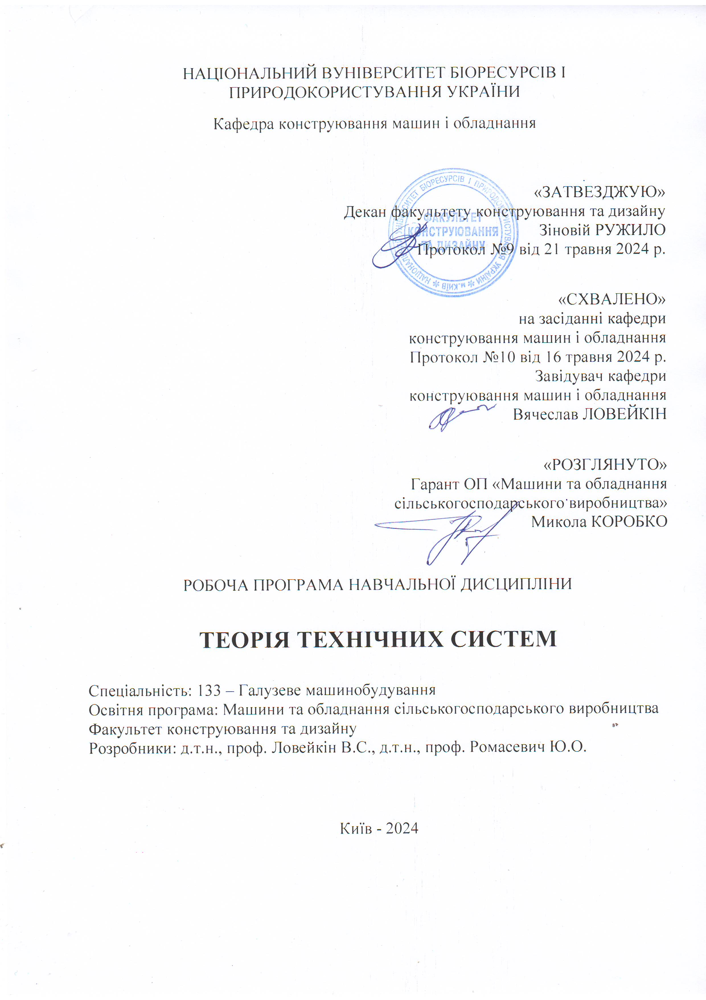 НАЦІОНАЛЬНИЙ ВУНІВЕРСИТЕТ БІОРЕСУРСІВ І
ПРИРОДОКОРИСТУВАННЯ УКРАЇНИ
Кафедра конструювання машин і обладнання
«ЗАТВЕЗДЖУЮ»
Декан факультету конструювання та дизайну
Зіновій РУЖИЛО
Протокол №9 від 21 травня 2024 р.
НАЦІОНАЛЬНИЙ УНІВЕРСИТЕТ БІОРЕСУРСІВ І ПРИРОДОКОРИСТУВАННЯ УКРАЇНИ * м.КИЇВ *
ФАКУЛЬТЕТ
КОНСТРУЮВАННЯ
ТА ДИЗАЙНУ
«СХВАЛЕНО»
на засіданні кафедри
конструювання машин і обладнання
Протокол №10 від 16 травня 2024 р.
Завідувач кафедри
конструювання машин і обладнання
Вячеслав ЛОВЕЙКІН
«РОЗГЛЯНУТО»
Гарант ОП «Машини та обладнання
сільськогосподарського виробництва»
Микола КОРОБКО
РОБОЧА ПРОГРАМА НАВЧАЛЬНОЇ ДИСЦИПЛІНИ
ТЕОРІЯ ТЕХНІЧНИХ СИСТЕМ
Спеціальність: 133 – Галузеве машинобудування
Освітня програма: Машини та обладнання сільськогосподарського виробництва
Факультет конструювання та дизайну
Розробники: д.т.н., проф. Ловейкін В.С., д.т.н., проф. Ромасевич Ю.О.
Київ - 2024